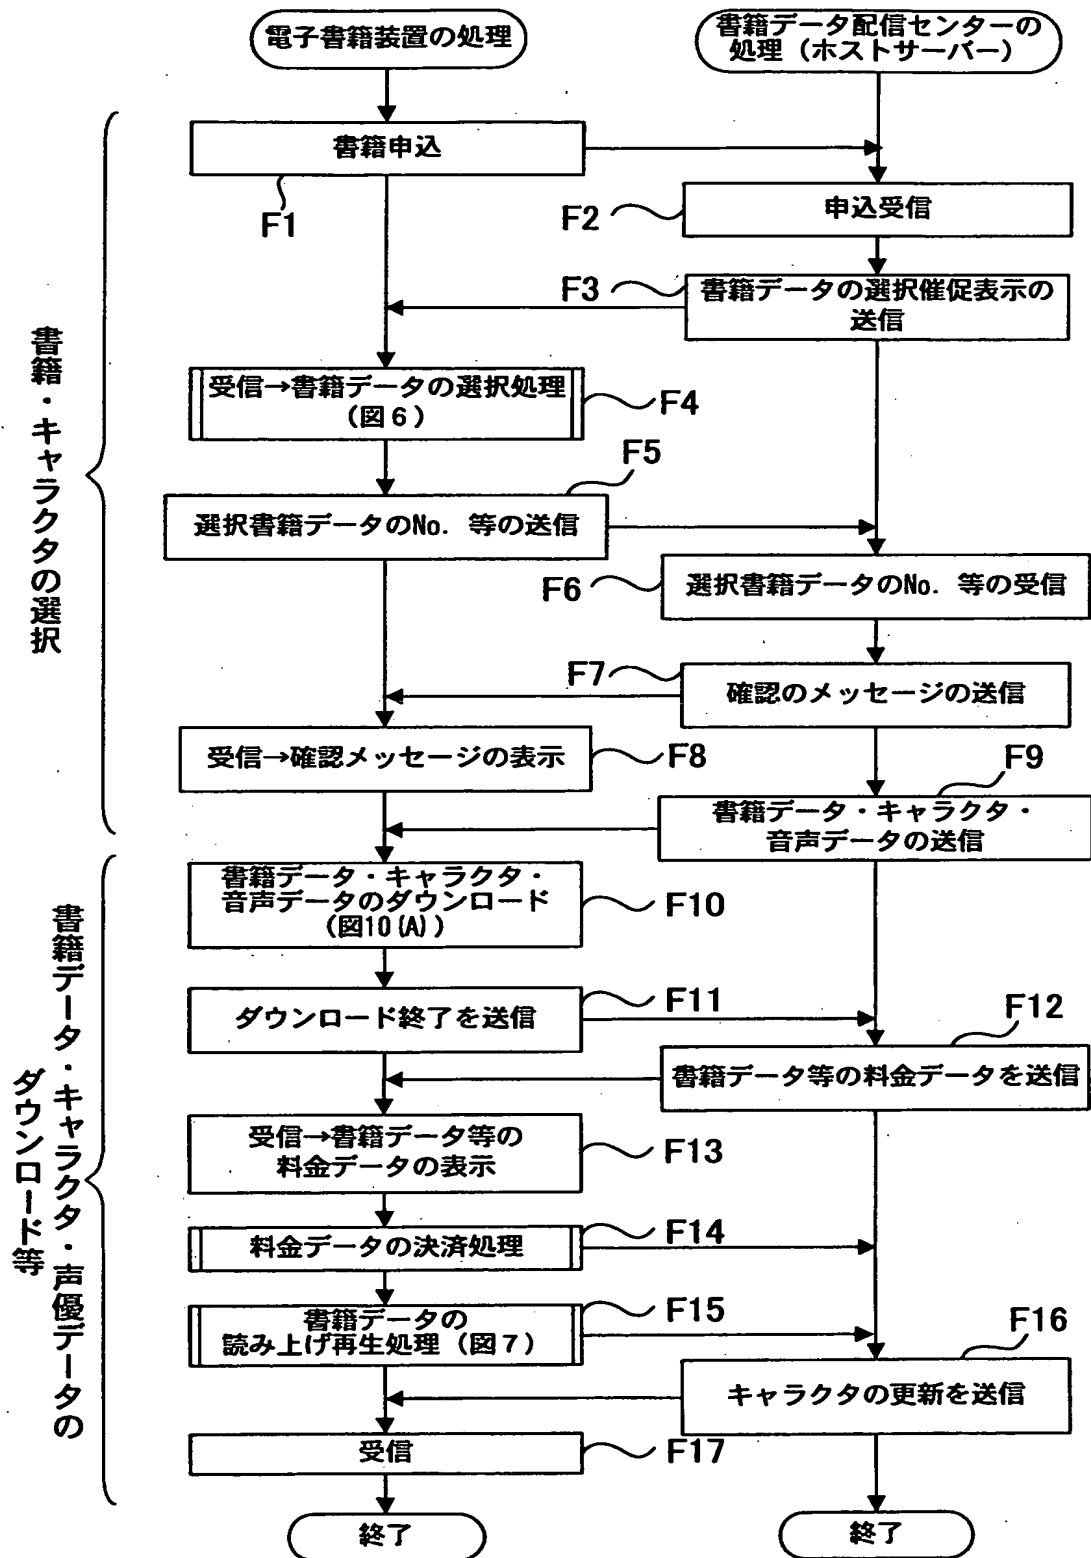 電子書籍装置の処理
書籍データ配信センターの
処理（ホストサーバー）
書籍申込
F1
F2
申込受信
F3
書籍データの選択催促表示の
送信
書籍・キャラクタの選択
受信→書籍データの選択処理
（図６）
F4
F5
選択書籍データのNo. 等の送信
F6
選択書籍データのNo. 等の受信
F7
確認のメッセージの送信
受信→確認メッセージの表示
F8
F9
書籍データ・キャラクタ・
音声データの送信
書籍データ・キャラクタ・声優データの
ダウンロード等
書籍データ・キャラクタ・
音声データのダウンロード
（図10(A)）
F10
ダウンロード終了を送信
F11
F12
書籍データ等の料金データを送信
受信→書籍データ等の
料金データの表示
F13
料金データの決済処理
F14
書籍データの
読み上げ再生処理（図７）
F15
F16
キャラクタの更新を送信
受信
F17
終了
終了